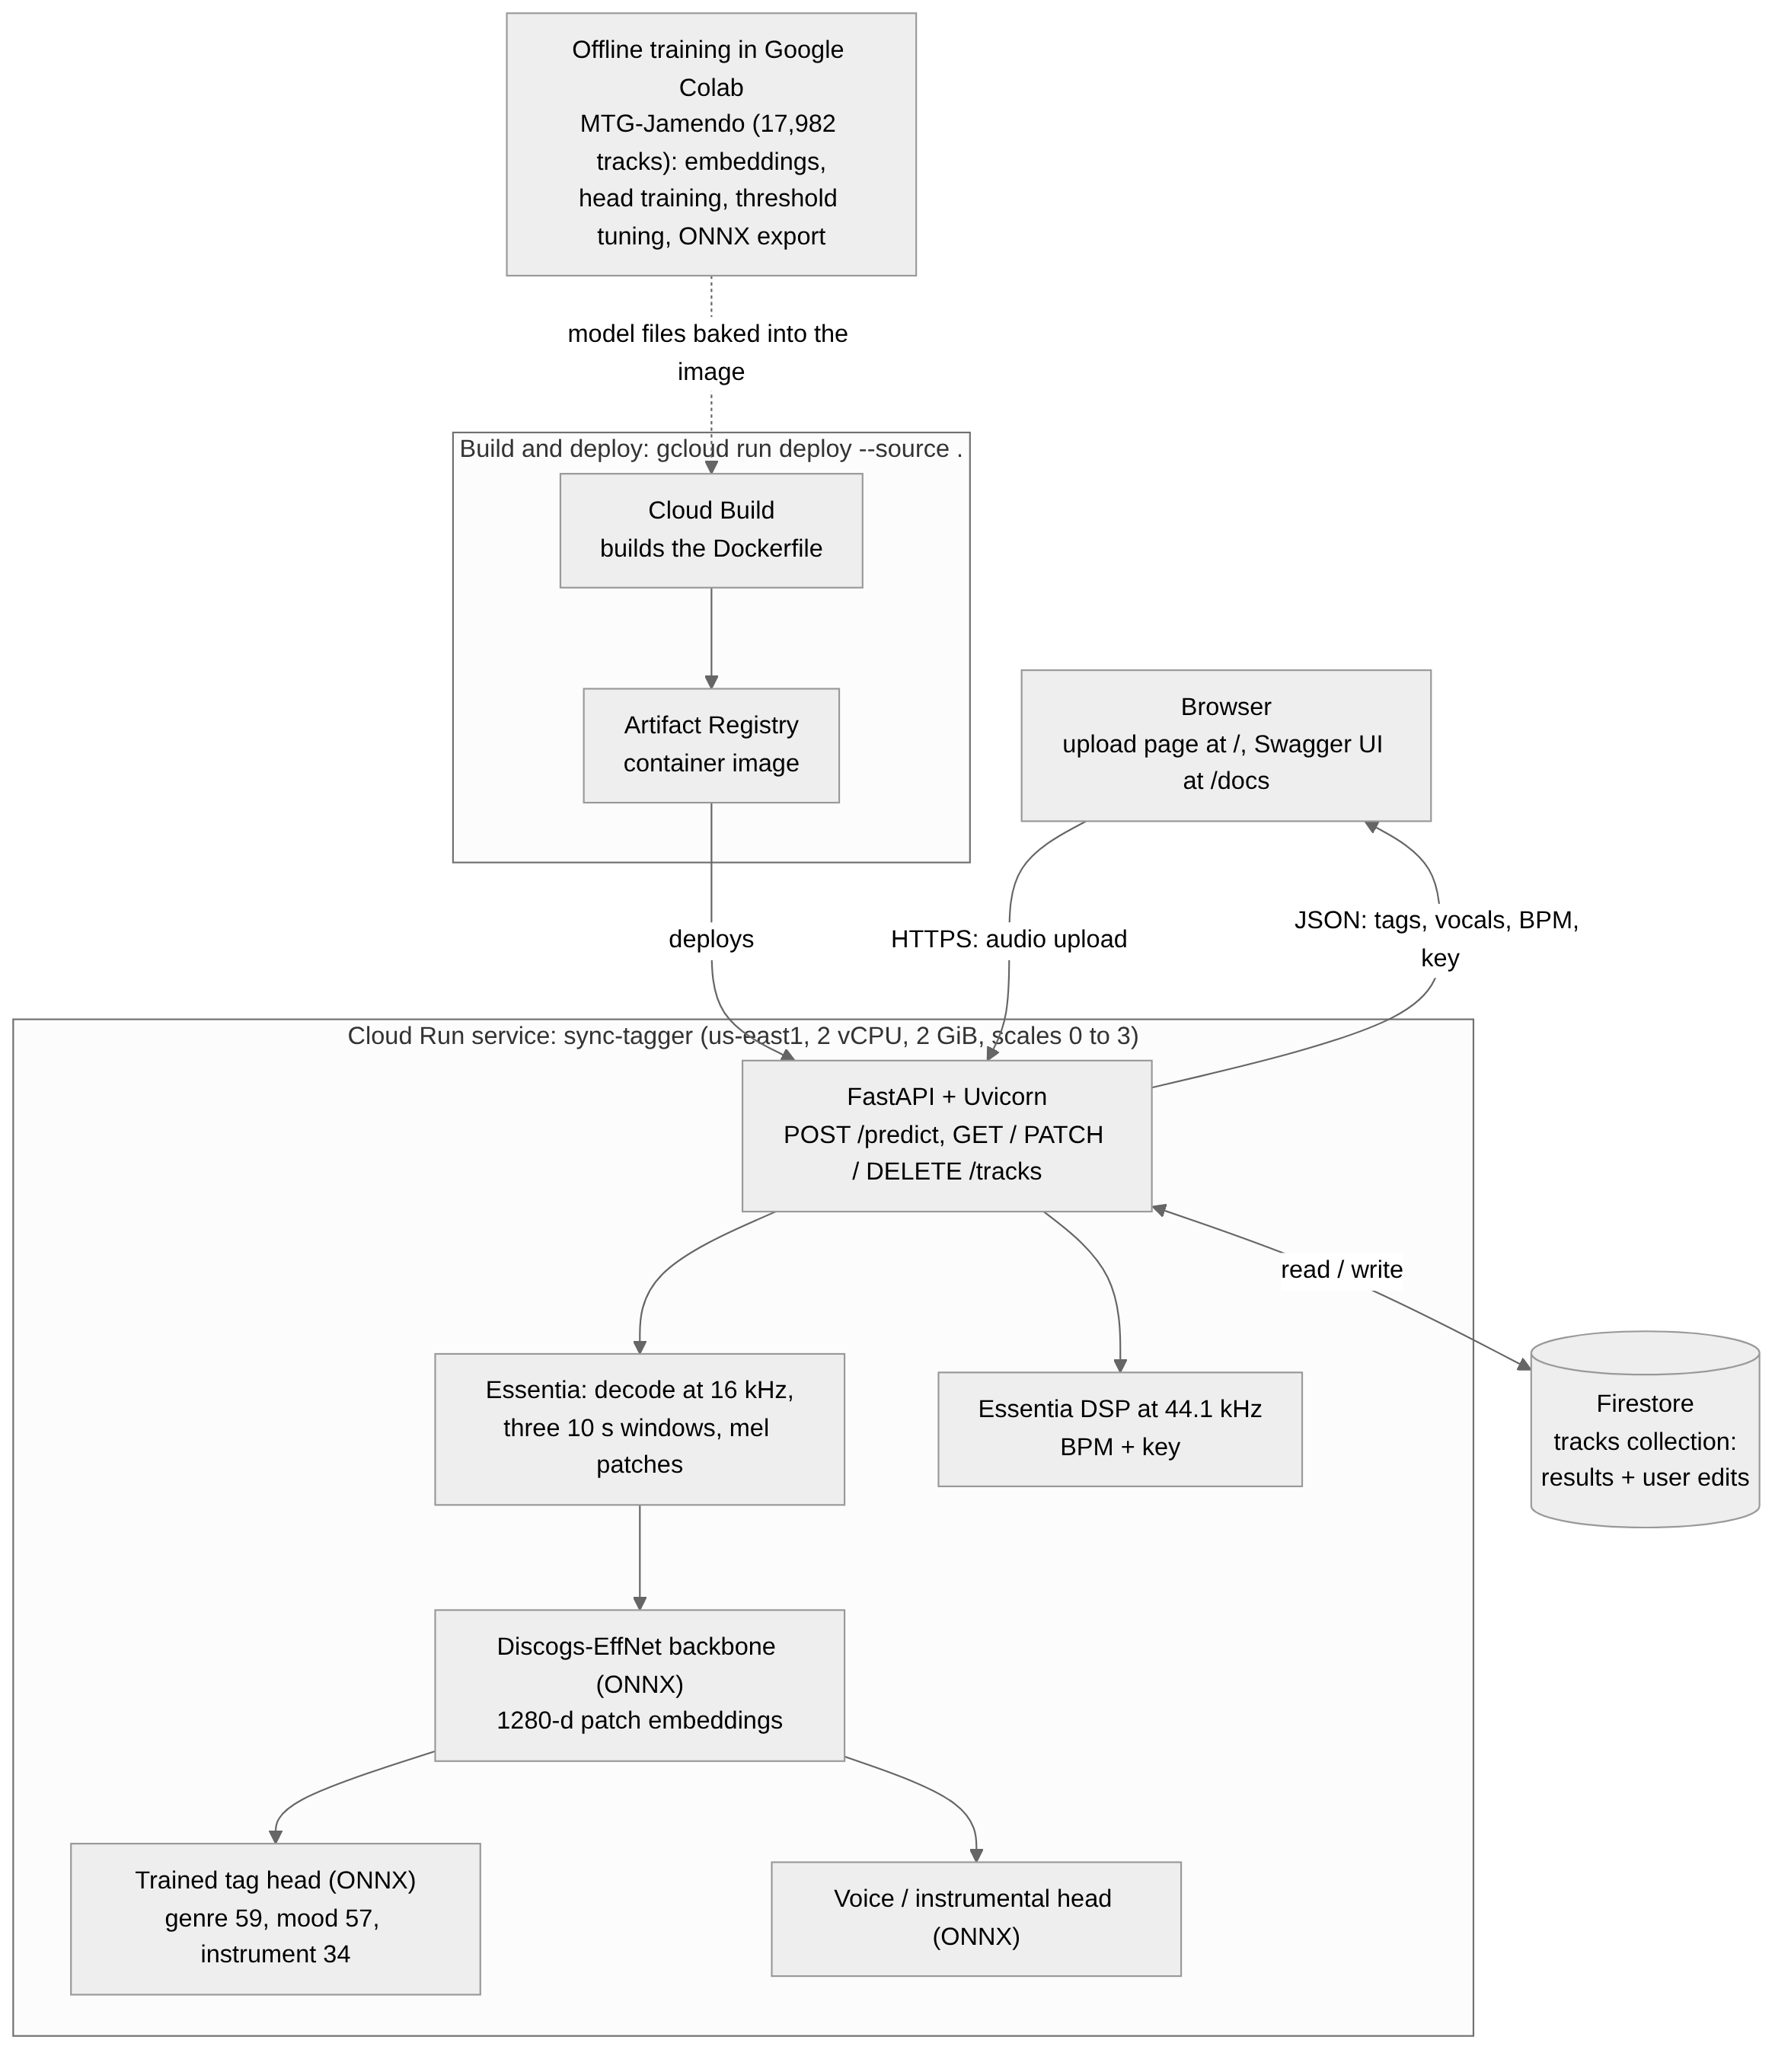 Offline training in Google
Colab
MTG-Jamendo (17,982
tracks): embeddings,
head training, threshold
tuning, ONNX export
model files baked into the
image
Build and deploy: gcloud run deploy --source .
Cloud Build
builds the Dockerfile
Artifact Registry
container image
Browser
upload page at /, Swagger UI
at /docs
deploys
HTTPS: audio upload
JSON: tags, vocals, BPM,
key
Cloud Run service: sync-tagger (us-east1, 2 vCPU, 2 GiB, scales 0 to 3)
FastAPI + Uvicorn
POST /predict, GET / PATCH
/ DELETE /tracks
read / write
Essentia: decode at 16 kHz,
three 10 s windows, mel
patches
Essentia DSP at 44.1 kHz
BPM + key
Firestore
tracks collection:
results + user edits
Discogs-EffNet backbone
(ONNX)
1280-d patch embeddings
Trained tag head (ONNX)
genre 59, mood 57,
instrument 34
Voice / instrumental head
(ONNX)